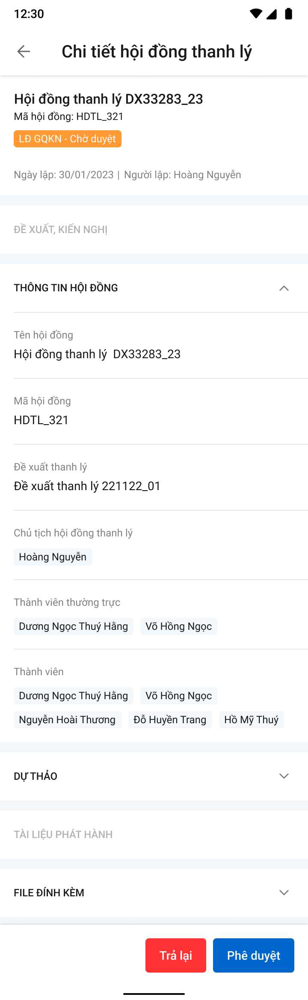 12:30
Chi tiết hội đồng thanh lý
Hội đồng thanh lý DX33283_23
Mã hội đồng: HDTL_321
LĐ GQKN - Chờ duyệt
Ngày lập: 30/01/2023 | Người lập: Hoàng Nguyễn
ĐỀ XUẤT, KIẾN NGHỊ
THÔNG TIN HỘI ĐỒNG
Tên hội đồng
Hội đồng thanh lý  DX33283_23
Mã hội đồng
HDTL_321
Đề xuất thanh lý
Đề xuất thanh lý 221122_01
Chủ tịch hội đồng thanh lý
Hoàng Nguyễn
Thành viên thường trực
Dương Ngọc Thuý Hằng Võ Hồng Ngọc
Thành viên
Dương Ngọc Thuý Hằng Võ Hồng Ngọc
Nguyễn Hoài Thương Đỗ Huyền Trang Hồ Mỹ Thuý
DỰ THẢO
TÀI LIỆU PHÁT HÀNH
FILE ĐÍNH KÈM
Trả lại Phê duyệt